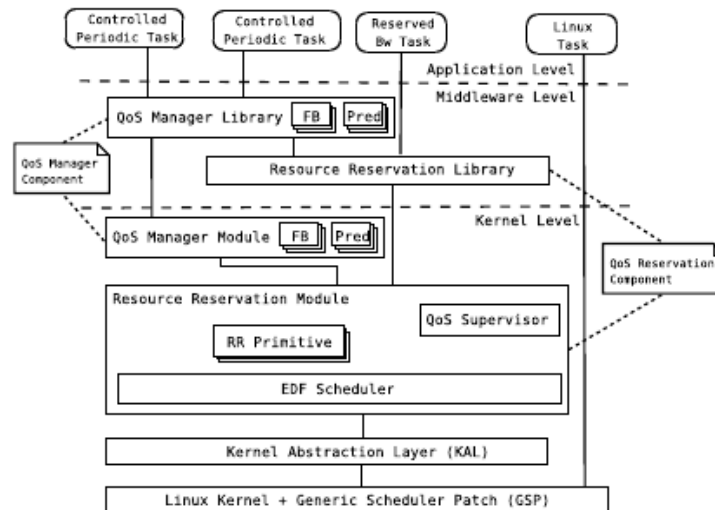 Controlled
Periodic Task
Controlled
Periodic Task
Reserved
Bw Task
Linux
Task
Application Level
Middleware Level
QoS Manager Library
FB
Pred
QoS Manager
Component
Resource Reservation Library
Kernel Level
QoS Manager Module
FB
Pred
QoS Reservation
Component
Resource Reservation Module
QoS Supervisor
RR Primitive
EDF Scheduler
Kernel Abstraction Layer (KAL)
Linux Kernel + Generic Scheduler Patch (GSP)